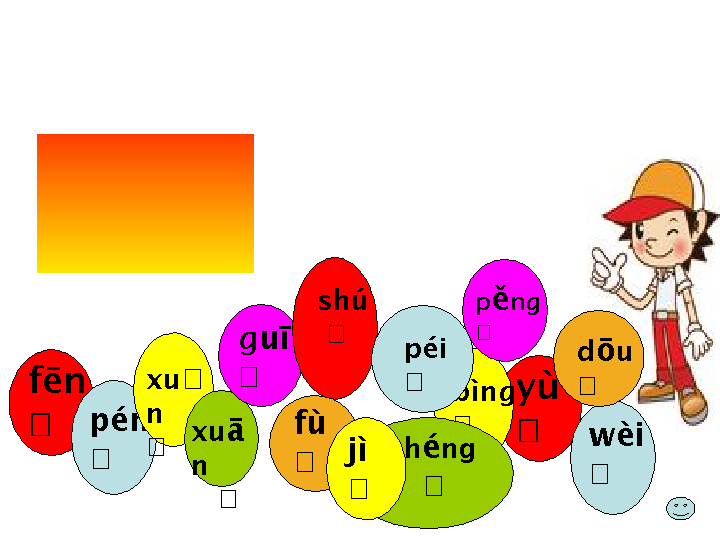 fēn
pén
xu□
n
xuā
n
guī
shú
fù
jì
péi
héng
pěng
bìng
yù
dōu
wèi